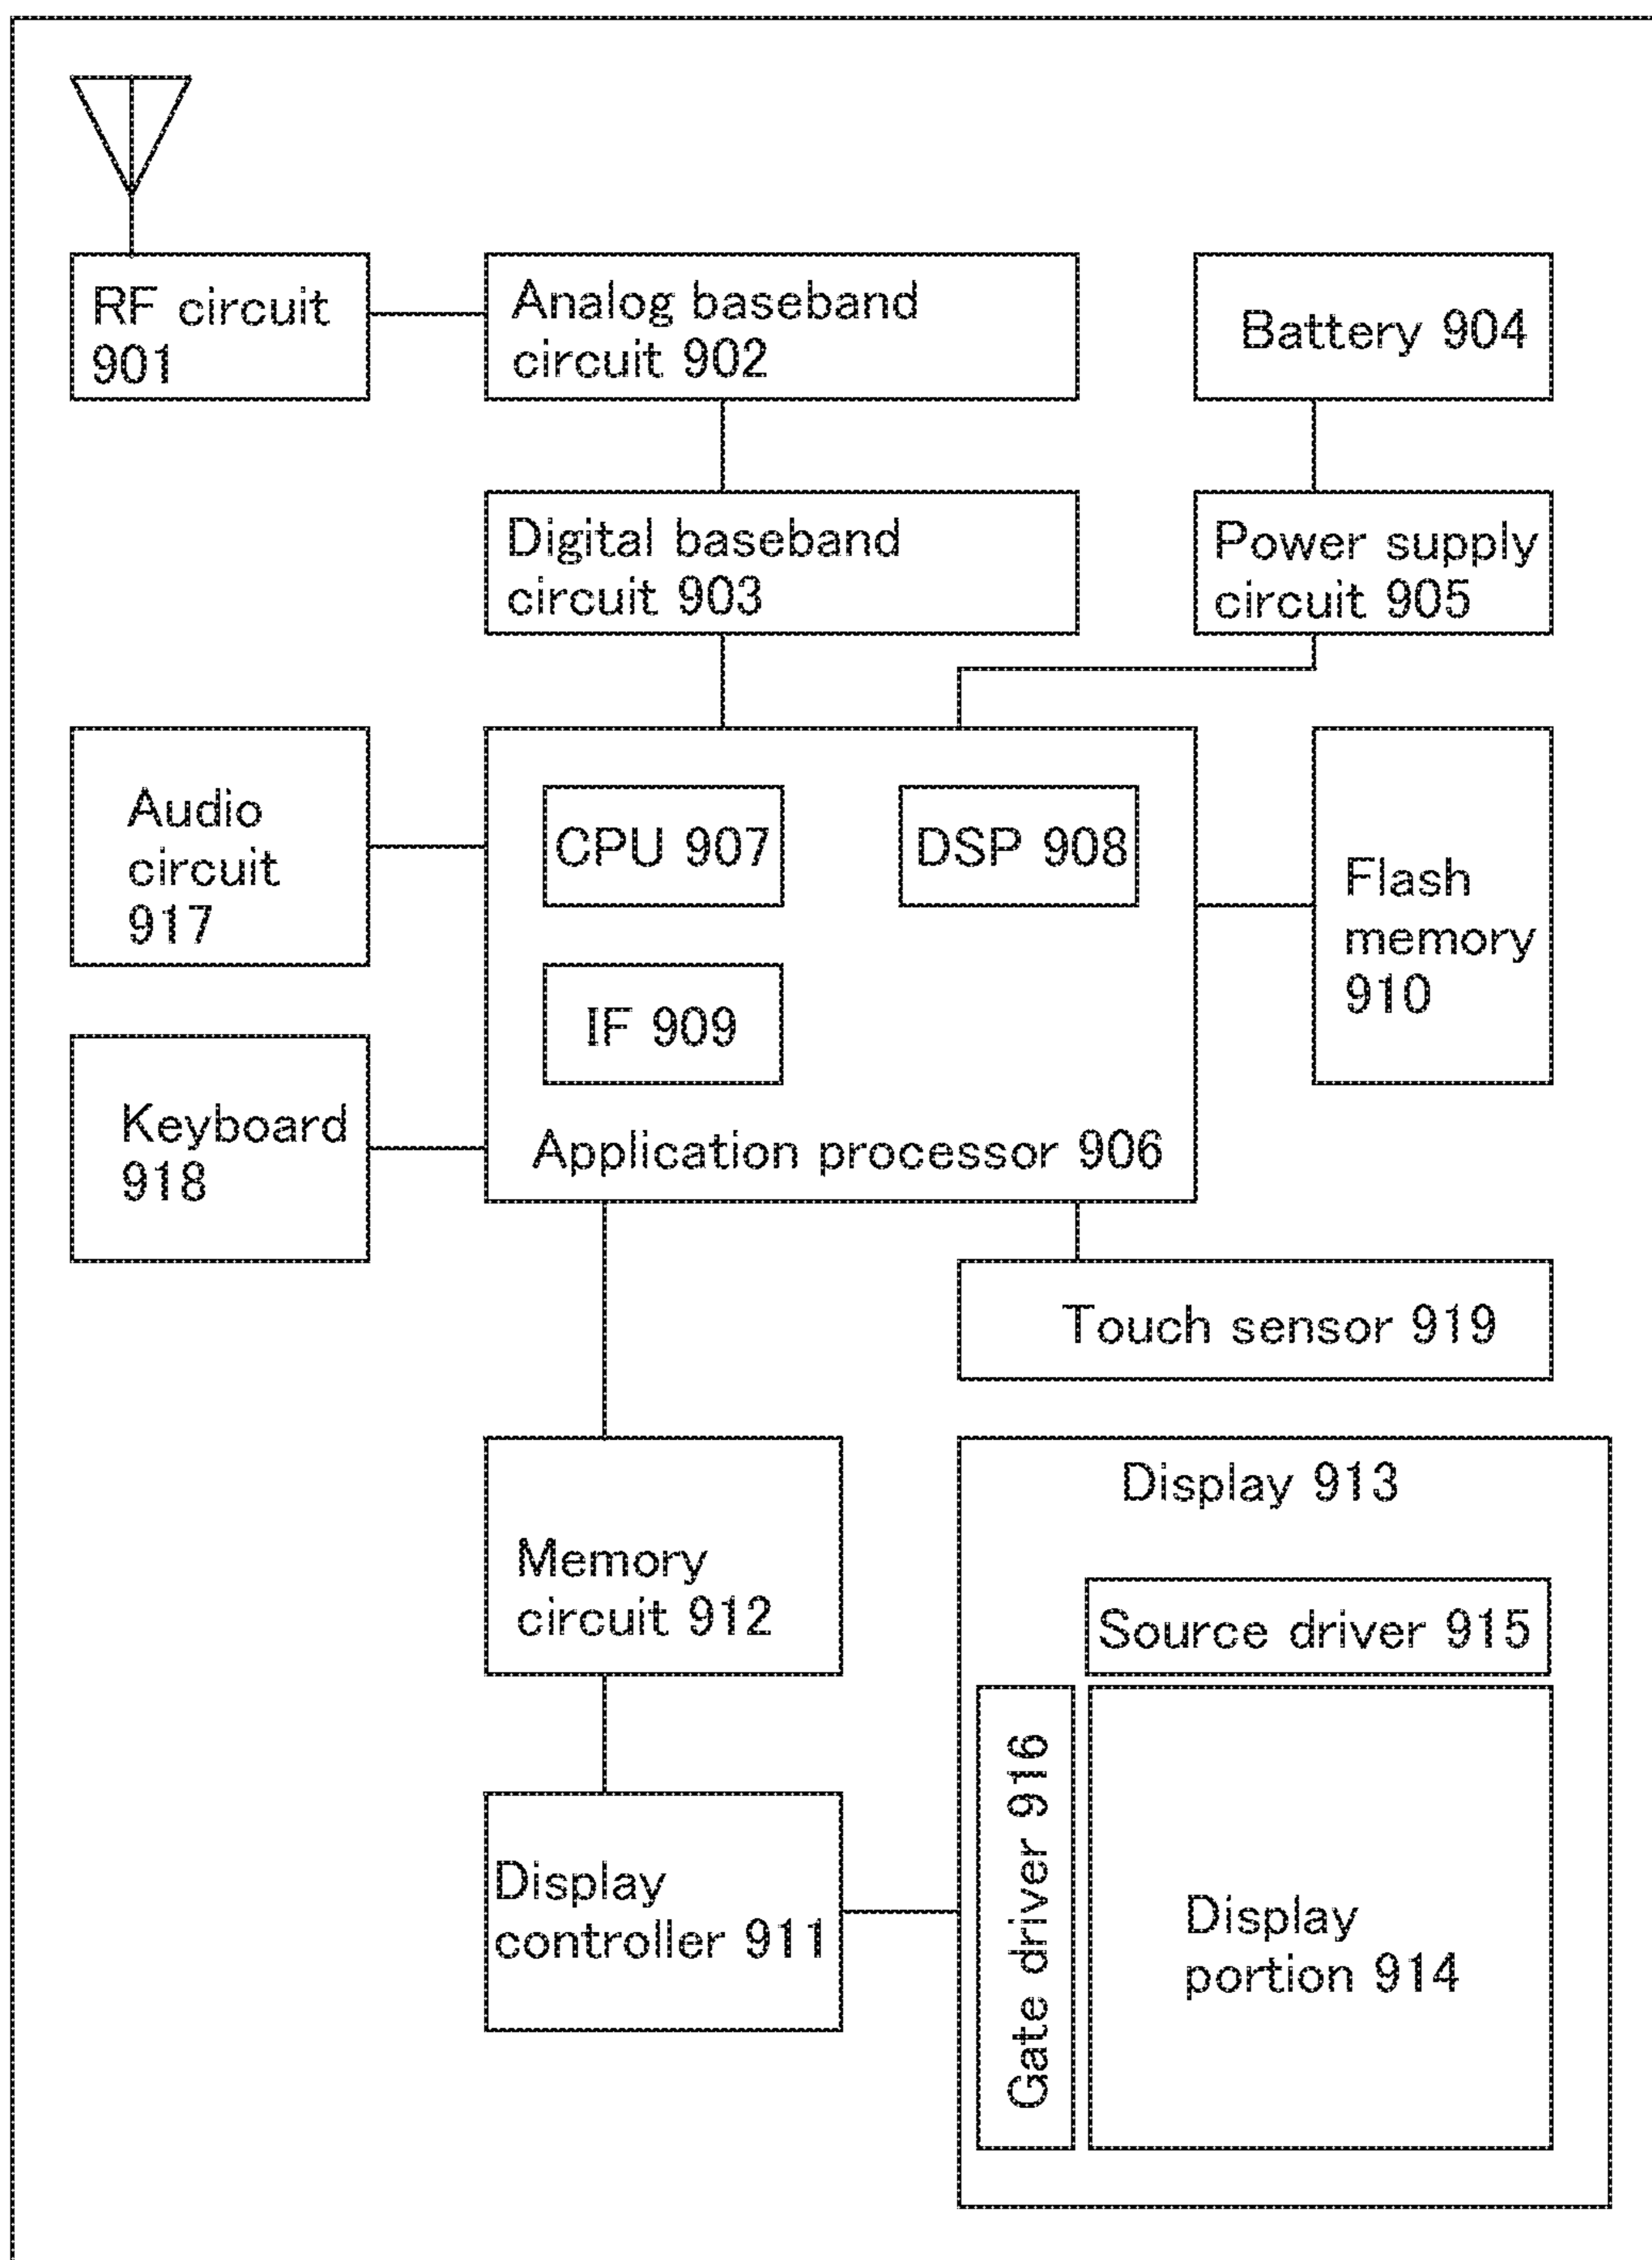 RF circuit
901
Analog baseband
circuit 902
Battery 904
Digital baseband
circuit 903
Power supply
circuit 905
Audio
circuit
917
CPU 907
DSP 908
Flash
memory
910
IF 909
Keyboard
918
Application processor 906
Touch sensor 919
Memory
circuit 912
Display 913
Source driver 915
Display
controller 911
Gate driver 916
Display
portion 914